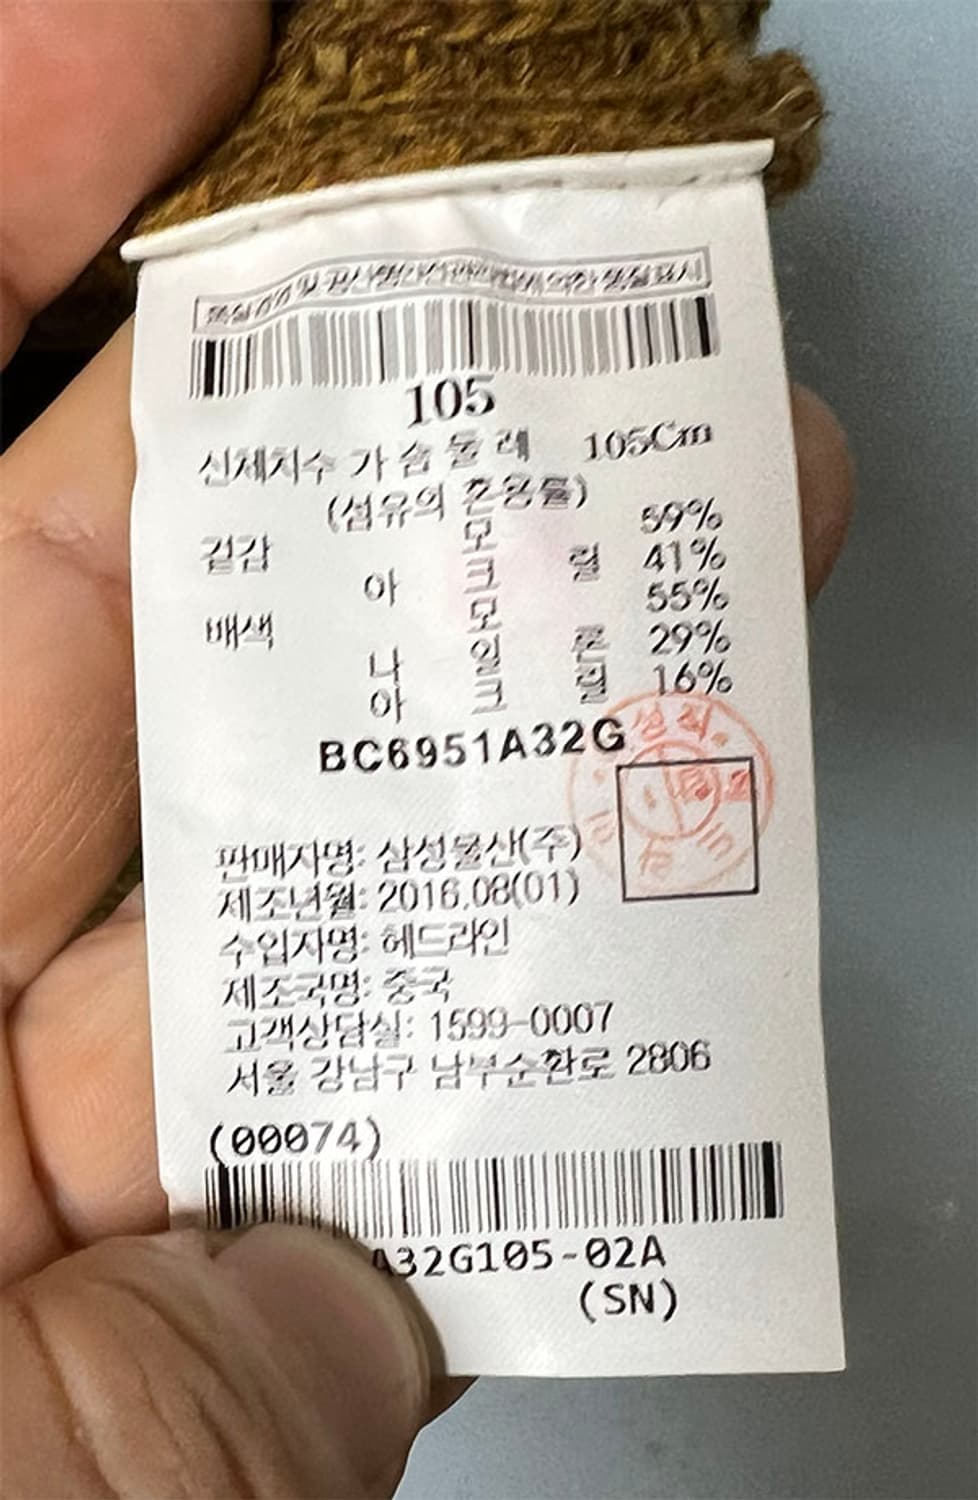 105
신체치수 가슴둘레 105Cm
(섬유의 혼용률)
겉감 모 59%
아크릴 41%
배색 모 55%
나일론 29%
아크릴 16%
BC6951A32G
판매자명: 삼성물산(주)
제조년월: 2016.08(01)
수입자명: 헤드라인
제조국명: 중국
고객상담실: 1599-0007
서울 강남구 남부순환로 2806
(00074)
A32G105-02A
(SN)